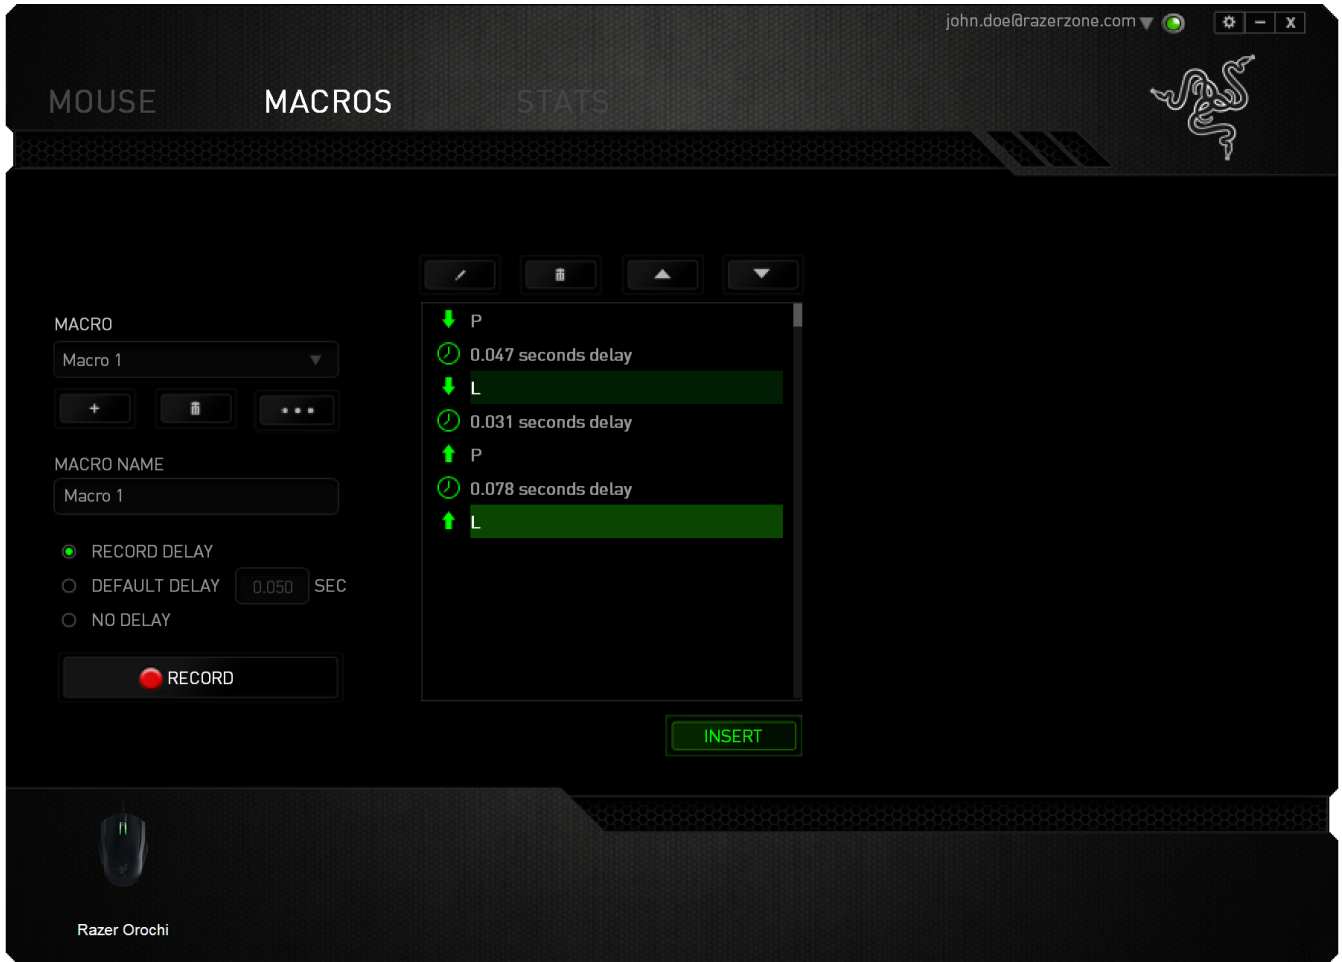 john.doe@razerzone.com
X
MOUSE MACROS STATS
MACRO
Macro 1
MACRO NAME
Macro 1
RECORD DELAY
DEFAULT DELAY 0.050 SEC
NO DELAY
RECORD
P
0.047 seconds delay
L
0.031 seconds delay
P
0.078 seconds delay
L
INSERT
Razer Orochi